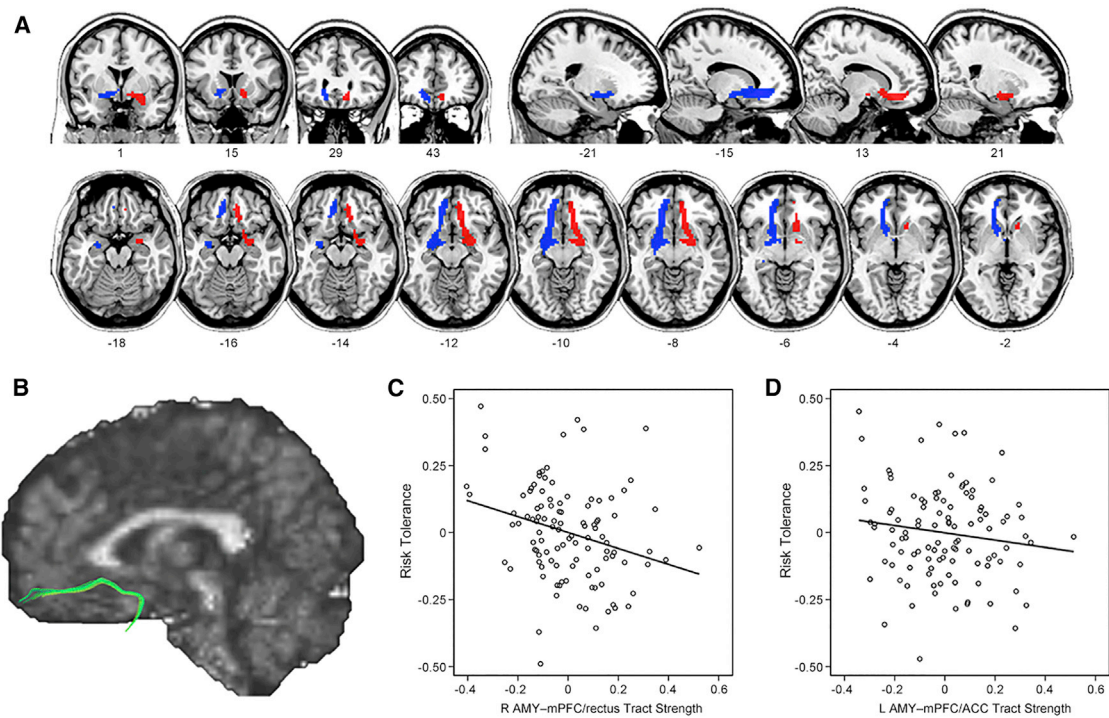 A
1 15 29 43 -21 -15 13 21
-18 -16 -14 -12 -10 -8 -6 -4 -2
B
C
0.50
0.25
0
-0.25
-0.50
Risk Tolerance
-0.4 -0.2 0 0.2 0.4 0.6
R AMY–mPFC/rectus Tract Strength
D
0.50
0.25
0
-0.25
-0.50
Risk Tolerance
-0.4 -0.2 0 0.2 0.4 0.6
L AMY–mPFC/ACC Tract Strength